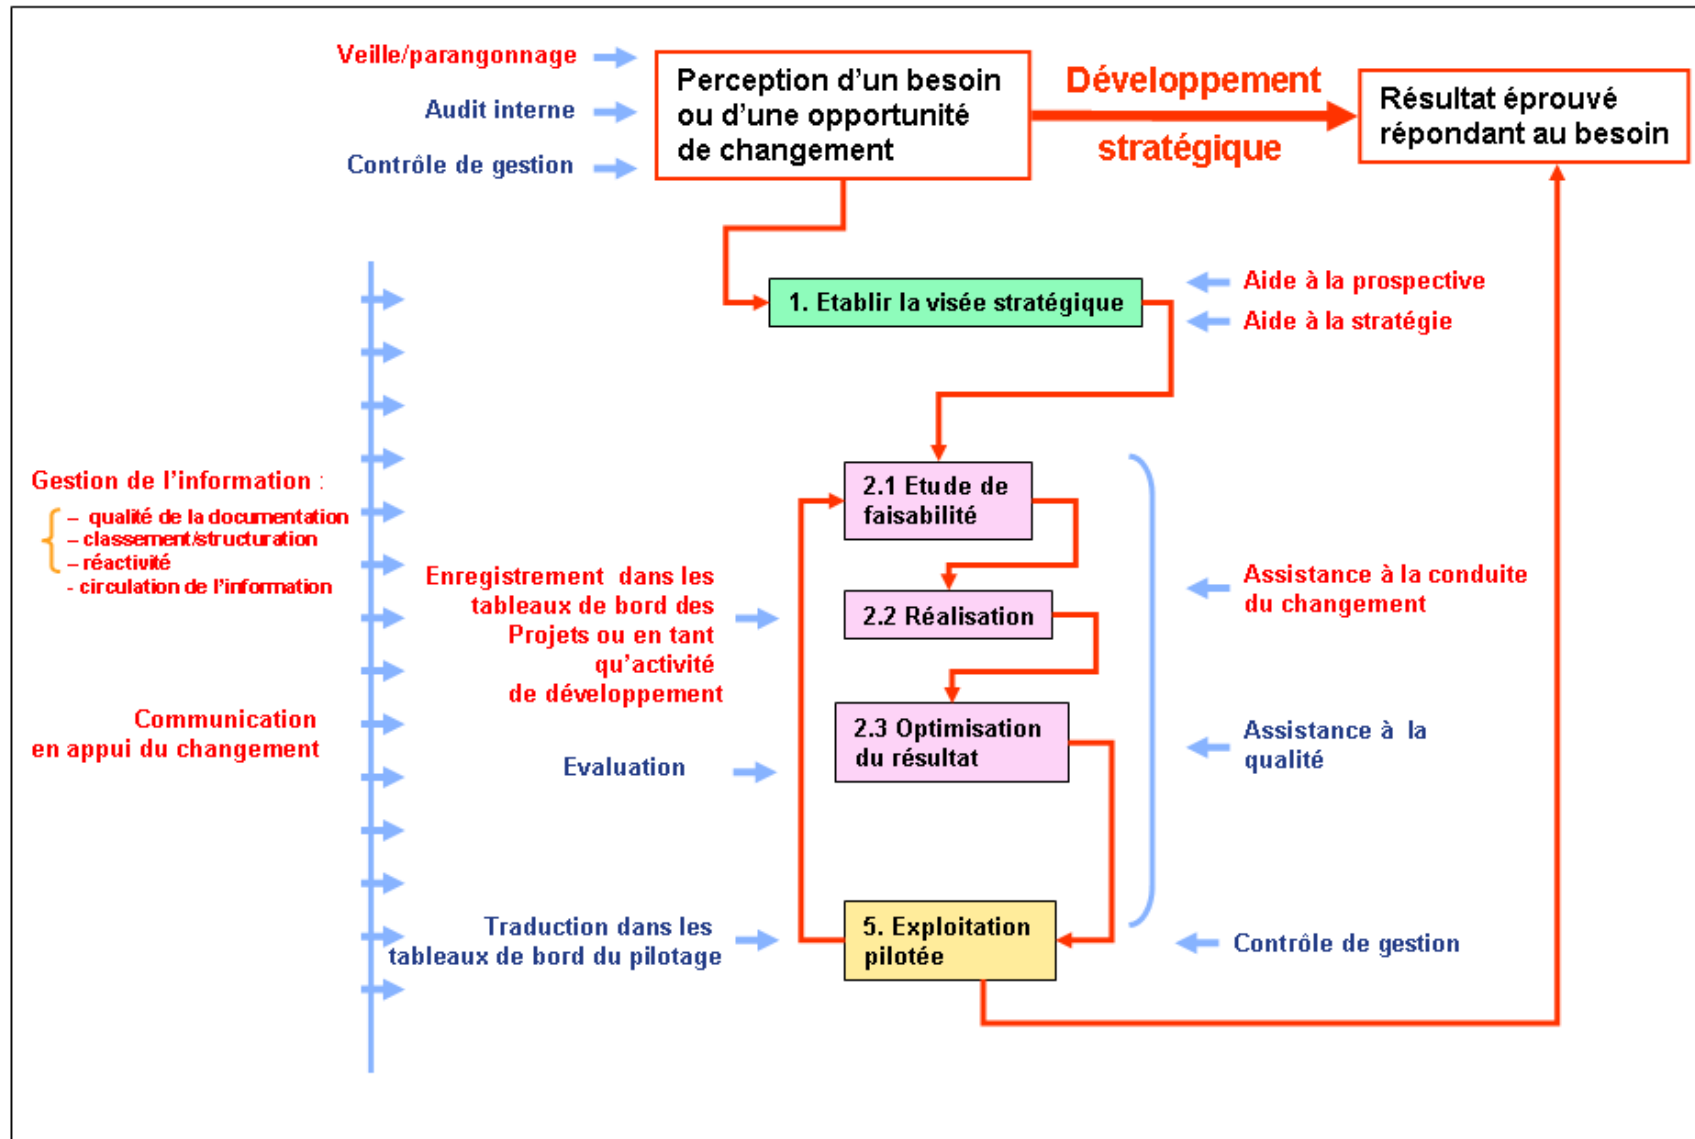 Veille/parangonnage
Audit interne
Contrôle de gestion
Perception d'un besoin
ou d'une opportunité
de changement
Développement
stratégique
Résultat éprouvé
répondant au besoin
1. Etablir la visée stratégique
Aide à la prospective
Aide à la stratégie
Gestion de l'information :
– qualité de la documentation
– classement/structuration
– réactivité
- circulation de l'information
Communication
en appui du changement
Enregistrement dans les
tableaux de bord des
Projets ou en tant
qu'activité
de développement
Evaluation
Traduction dans les
tableaux de bord du pilotage
2.1 Etude de
faisabilité
2.2 Réalisation
2.3 Optimisation
du résultat
5. Exploitation
pilotée
Assistance à la conduite
du changement
Assistance à la
qualité
Contrôle de gestion